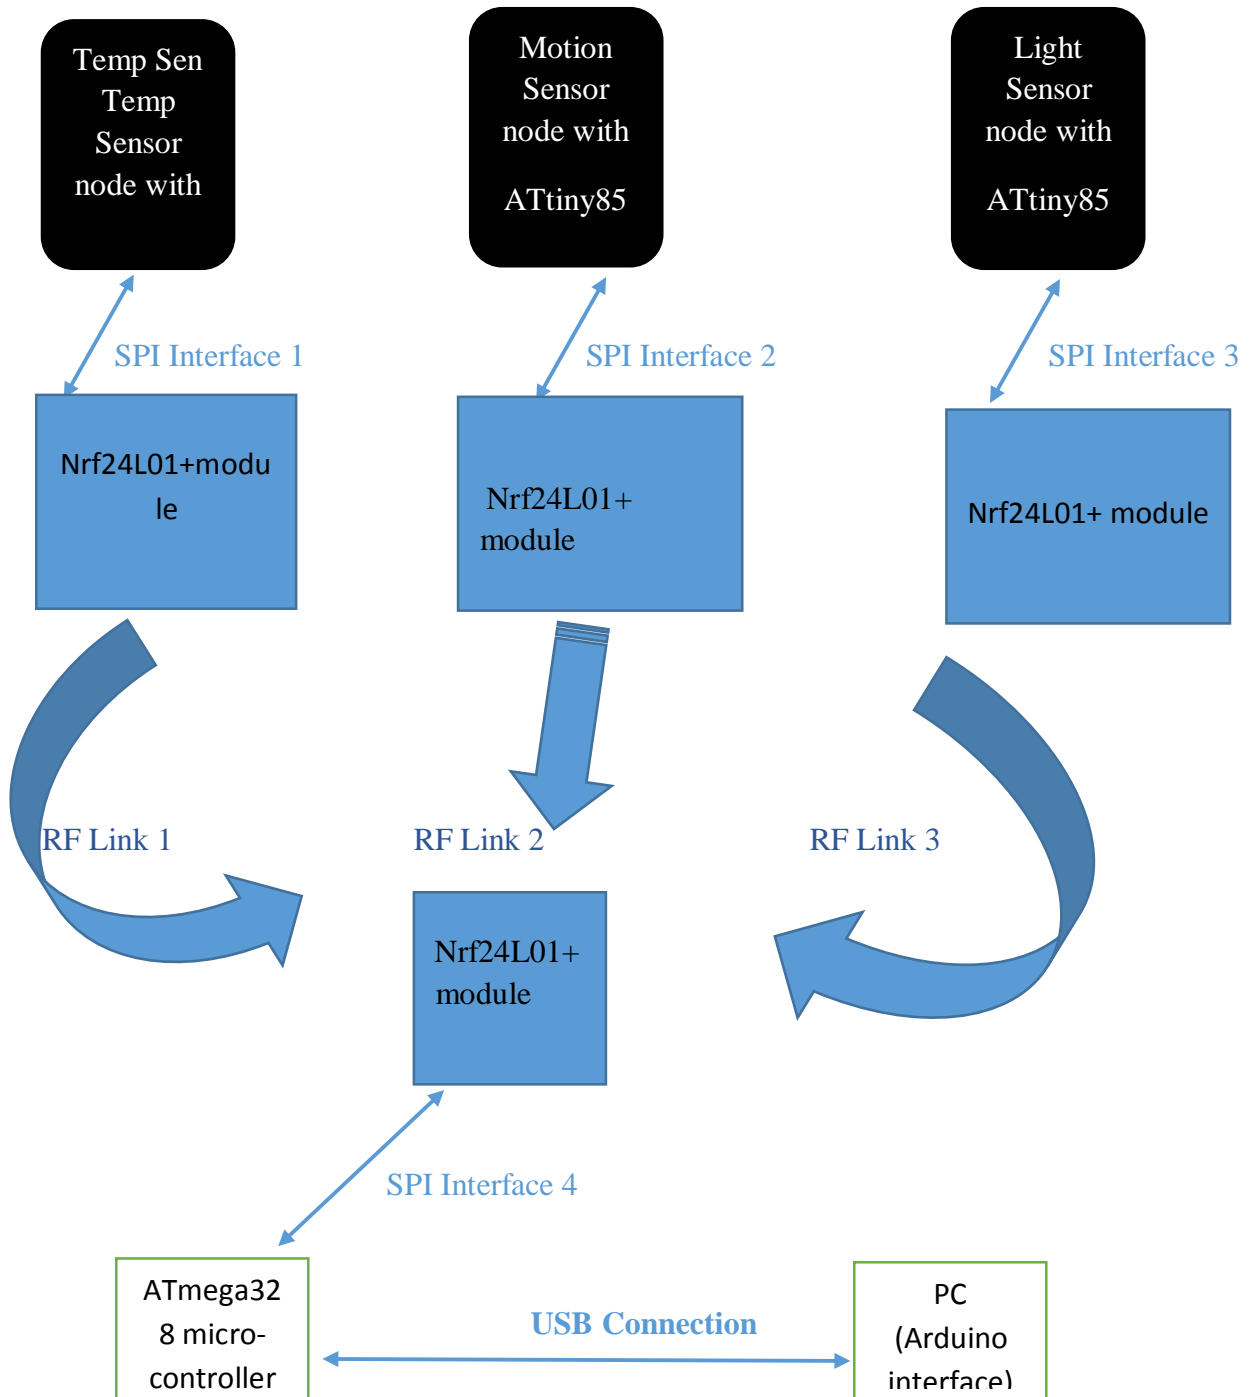 Temp Sen
Temp
Sensor
node with
Motion
Sensor
node with
ATtiny85
Light
Sensor
node with
ATtiny85
SPI Interface 1
SPI Interface 2
SPI Interface 3
Nrf24L01+modu
le
Nrf24L01+
module
Nrf24L01+ module
RF Link 1
RF Link 2
RF Link 3
Nrf24L01+
module
SPI Interface 4
ATmega32
8 micro-
controller
USB Connection
PC
(Arduino
interface)